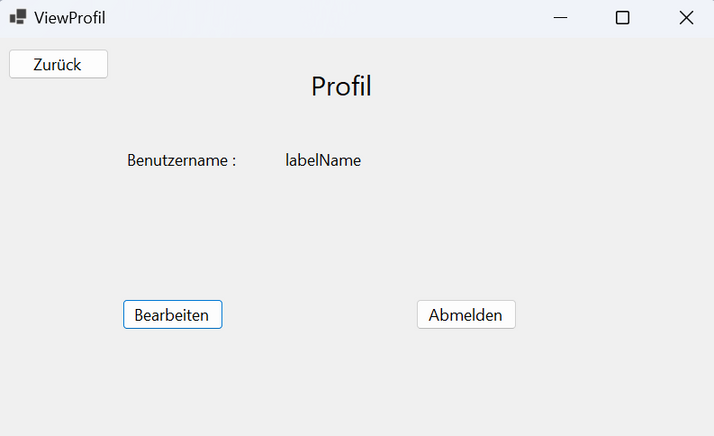 ViewProfil
Zurück
Profil
Benutzername : labelName
Bearbeiten Abmelden